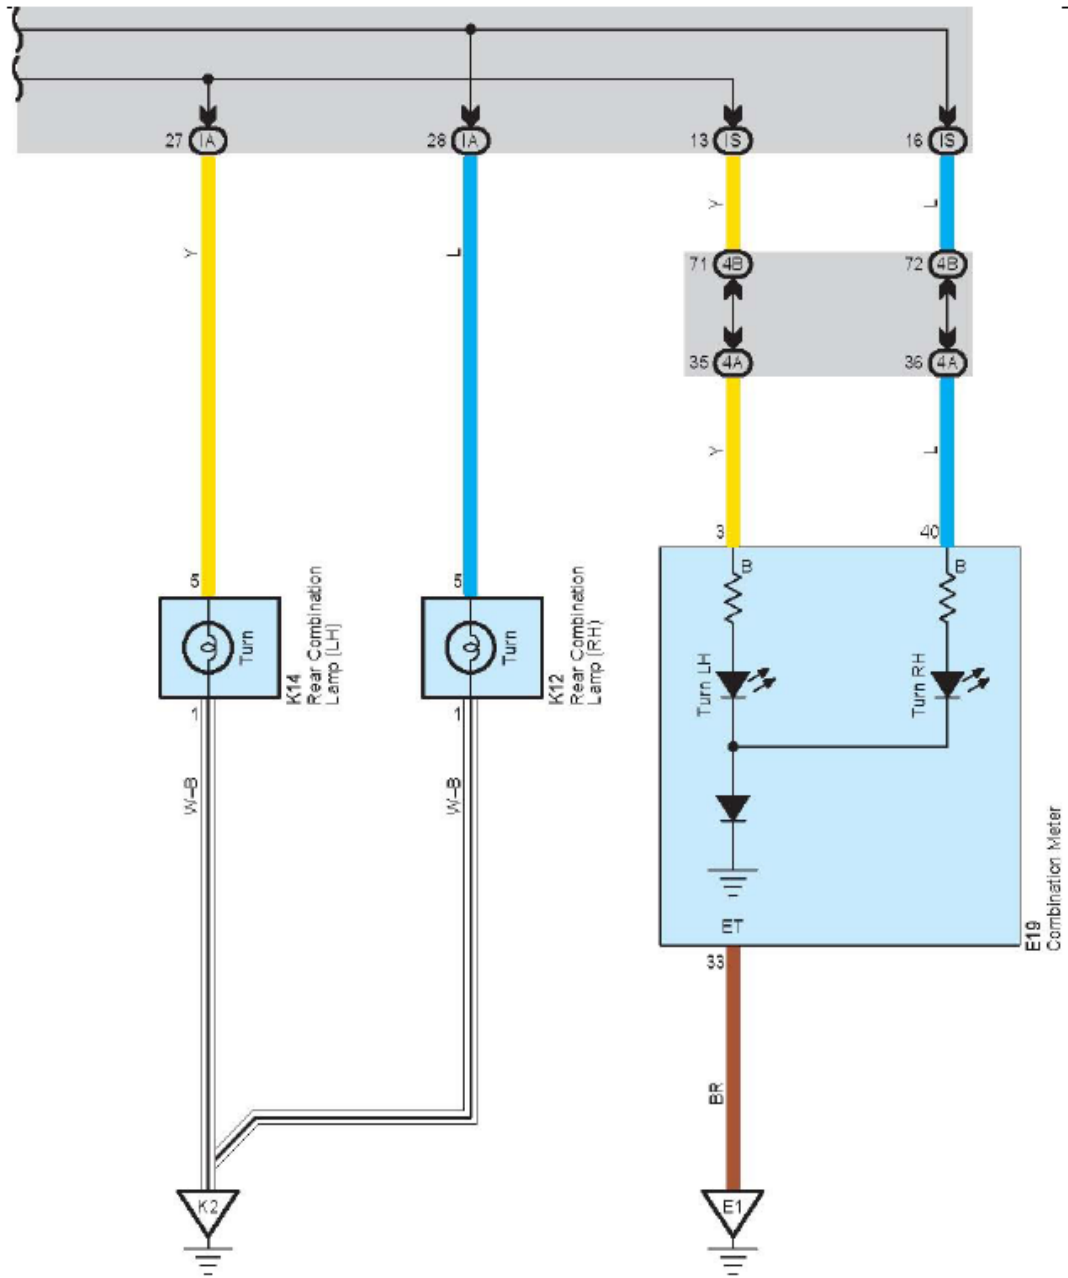 27 IA
28 IA
13 IS
16 IS
Y
L
Y
L
71 4B
72 4B
35 4A
36 4A
Y
L
3
40
5
5
B
B
Turn
K14
Rear Combination
Lamp (LH)
Turn
K12
Rear Combination
Lamp (RH)
Turn LH
Turn RH
1
1
W–B
W–B
ET
E19
Combination Meter
33
BR
K2
E1